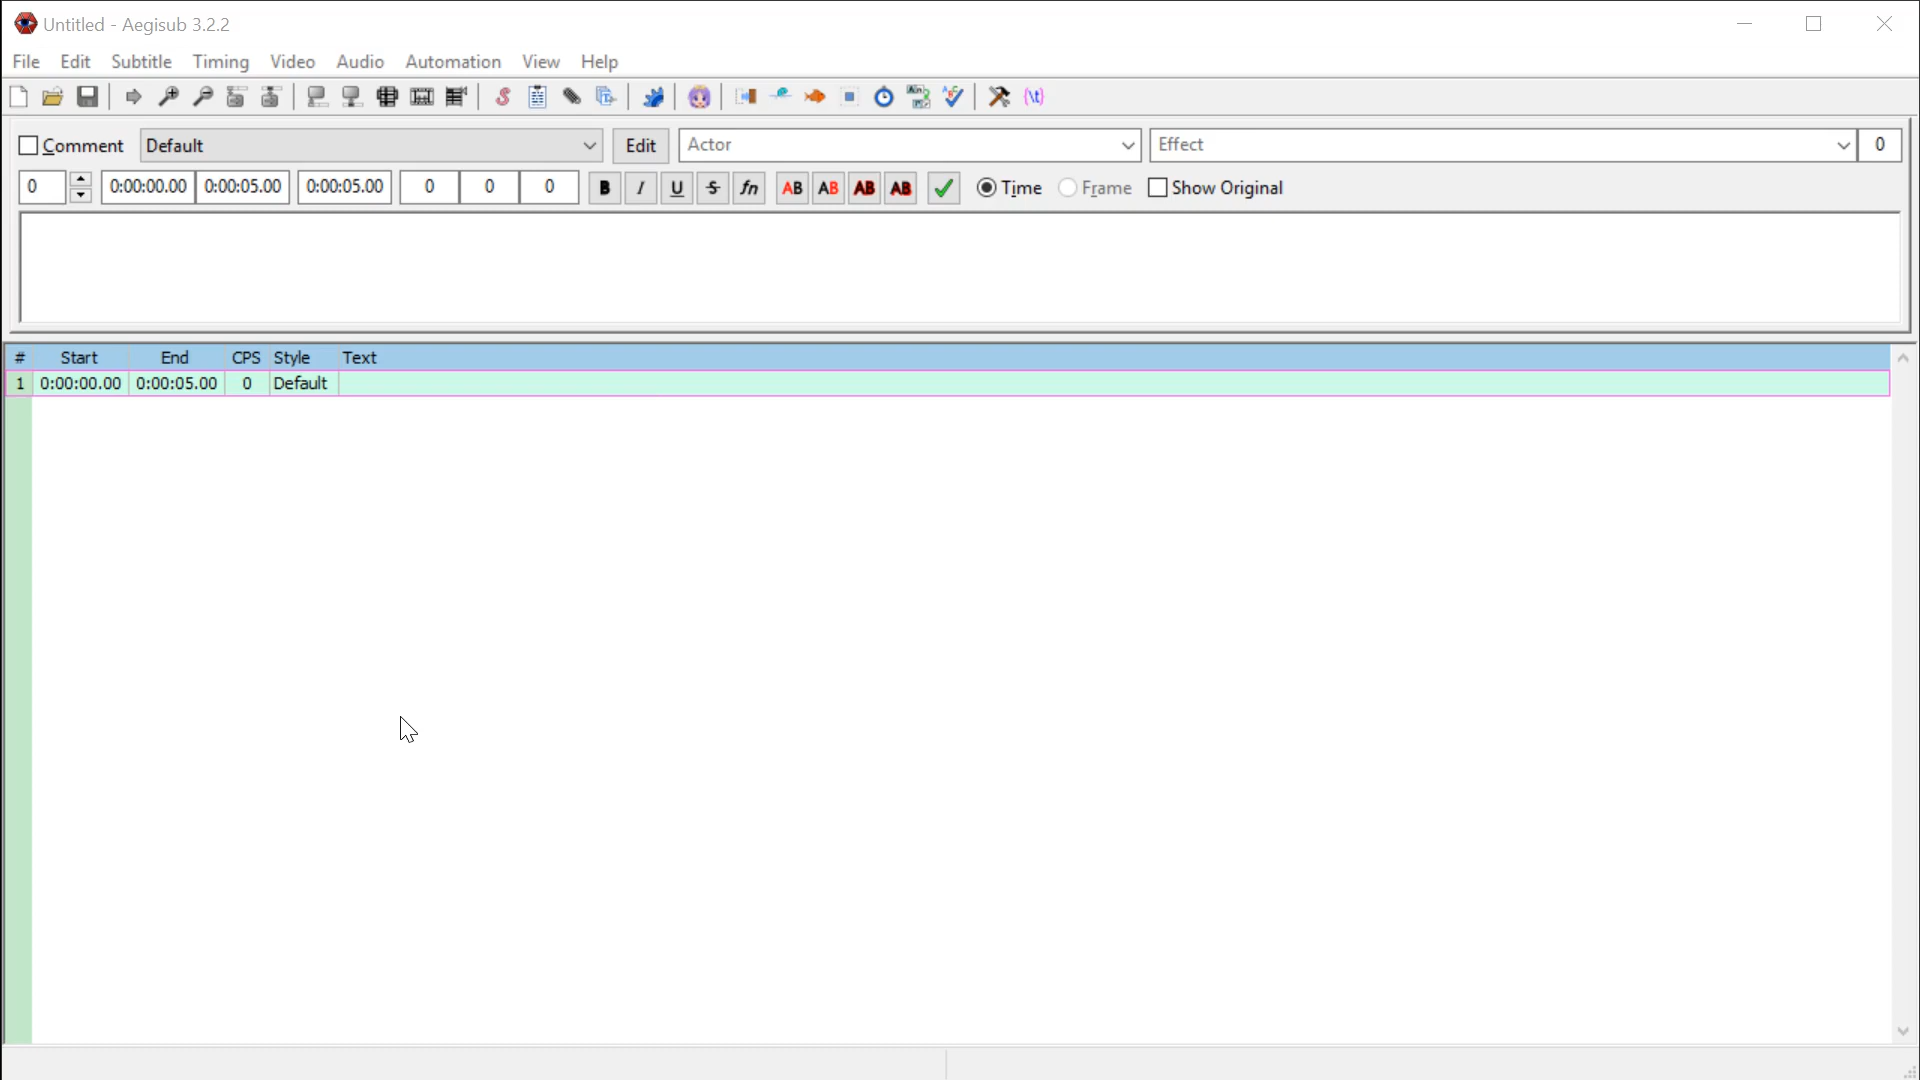 Untitled - Aegisub 3.2.2
File Edit Subtitle Timing Video Audio Automation View Help
Comment Default Edit Actor Effect 0
0 0:00:00.00 0:00:05.00 0:00:05.00 0 0 0 B I U S fn AB AB AB AB Time Frame Show Original
# Start End CPS Style Text
1 0:00:00.00 0:00:05.00 0 Default